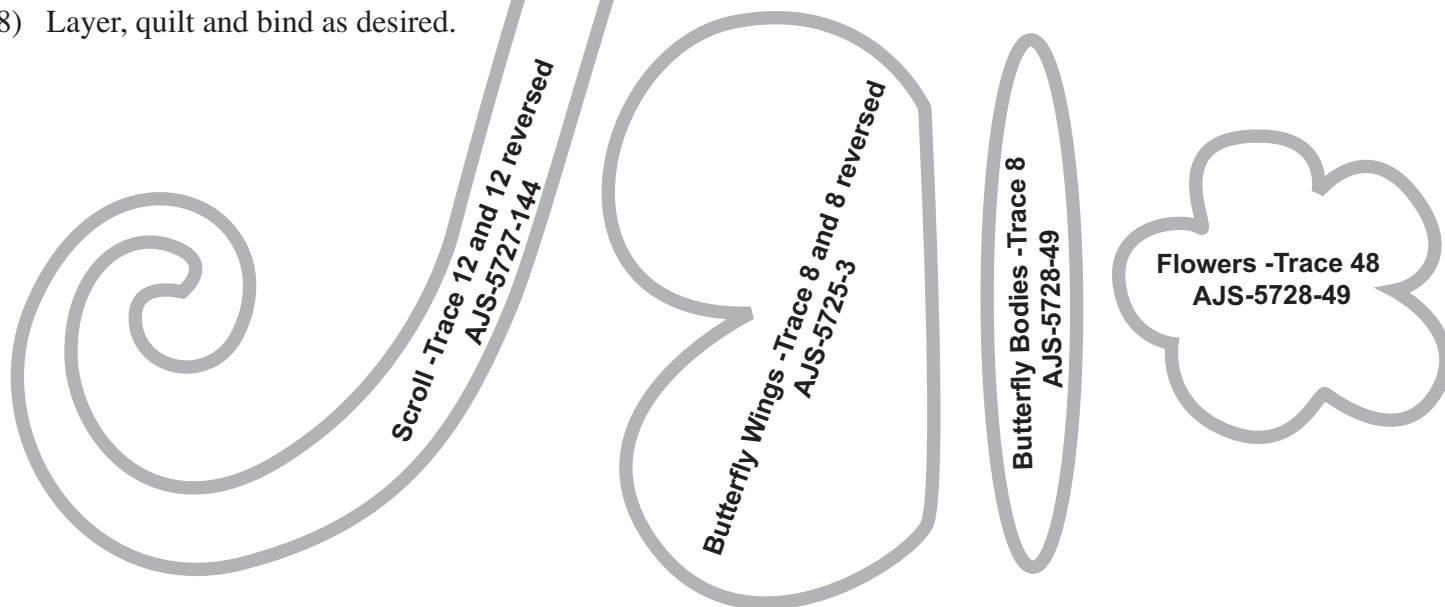 8) Layer, quilt and bind as desired.
Scroll -Trace 12 and 12 reversed
AJS-5727-144
Butterfly Wings -Trace 8 and 8 reversed
AJS-5725-3
Butterfly Bodies -Trace 8
AJS-5728-49
Flowers -Trace 48
AJS-5728-49